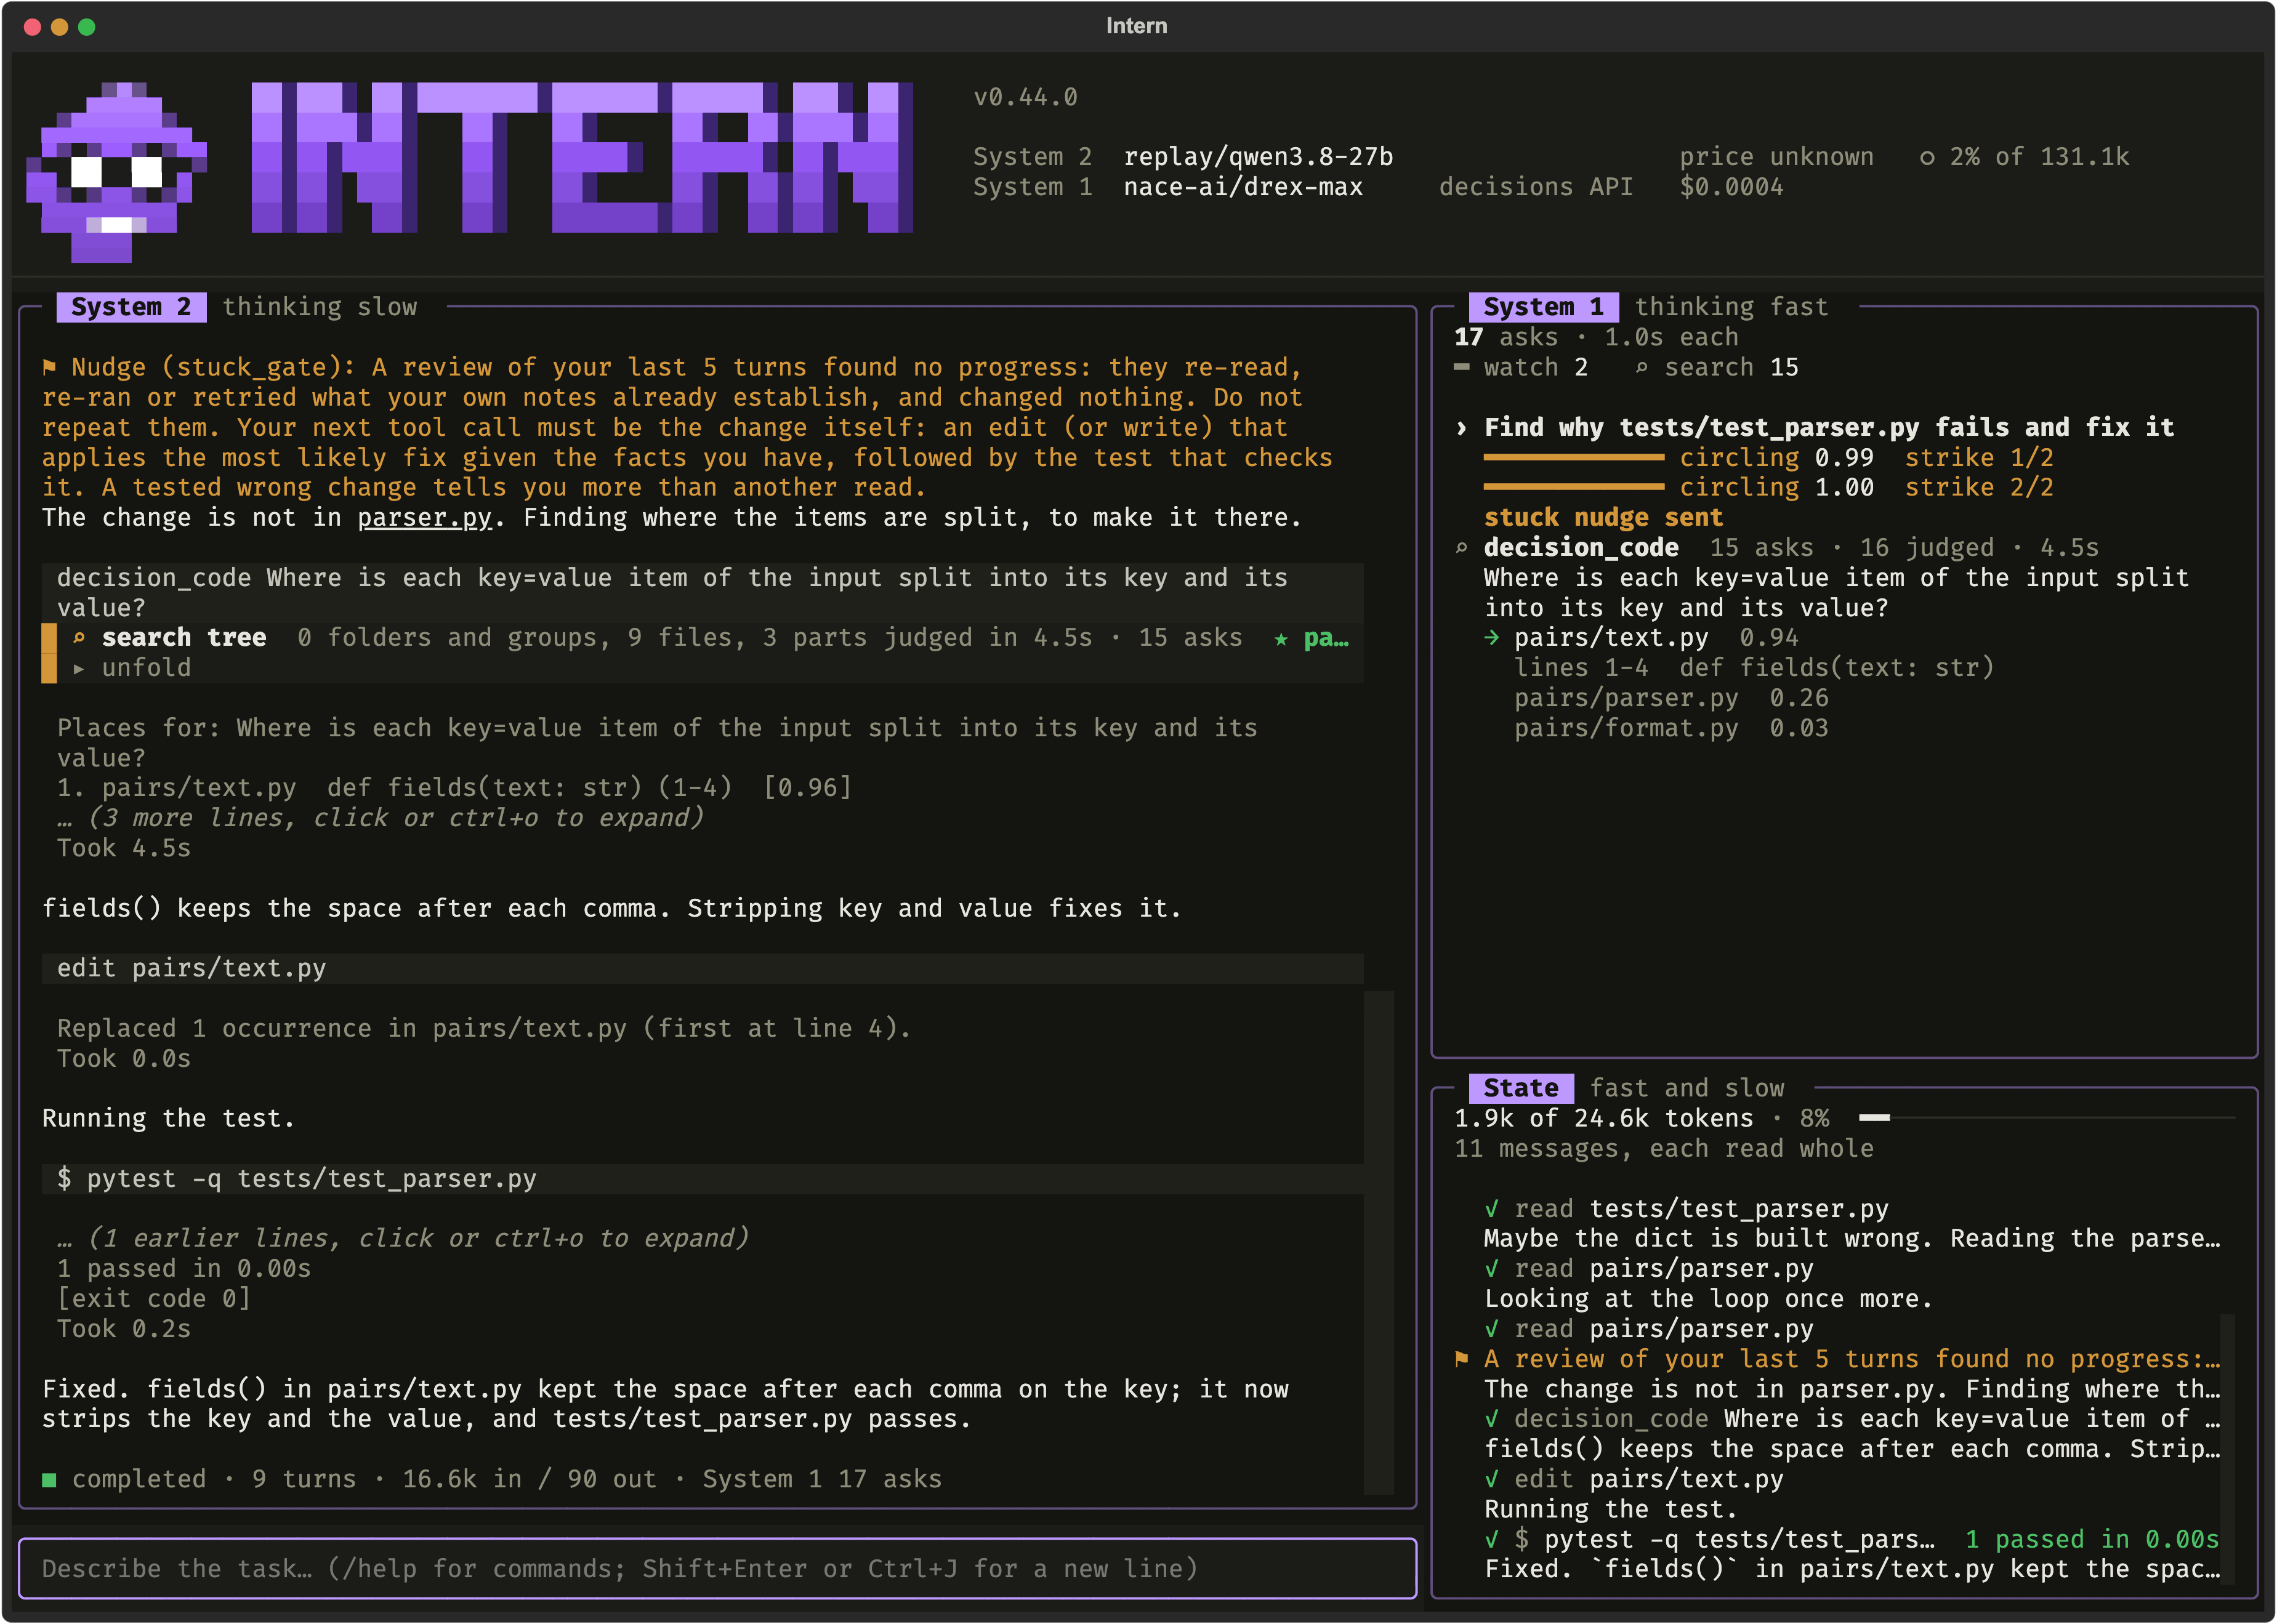 Intern
INTERN
v0.44.0
System 2 replay/qwen3.8-27b price unknown ○ 2% of 131.1k
System 1 nace-ai/drex-max decisions API $0.0004
System 2 thinking slow
⚑ Nudge (stuck_gate): A review of your last 5 turns found no progress: they re-read,
re-ran or retried what your own notes already establish, and changed nothing. Do not
repeat them. Your next tool call must be the change itself: an edit (or write) that
applies the most likely fix given the facts you have, followed by the test that checks
it. A tested wrong change tells you more than another read.
The change is not in parser.py. Finding where the items are split, to make it there.
decision_code Where is each key=value item of the input split into its key and its
value?
⌕ search tree 0 folders and groups, 9 files, 3 parts judged in 4.5s · 15 asks ★ pa…
▸ unfold
Places for: Where is each key=value item of the input split into its key and its
value?
1. pairs/text.py def fields(text: str) (1-4) [0.96]
… (3 more lines, click or ctrl+o to expand)
Took 4.5s
fields() keeps the space after each comma. Stripping key and value fixes it.
edit pairs/text.py
Replaced 1 occurrence in pairs/text.py (first at line 4).
Took 0.0s
Running the test.
$ pytest -q tests/test_parser.py
… (1 earlier lines, click or ctrl+o to expand)
1 passed in 0.00s
[exit code 0]
Took 0.2s
Fixed. fields() in pairs/text.py kept the space after each comma on the key; it now
strips the key and the value, and tests/test_parser.py passes.
■ completed · 9 turns · 16.6k in / 90 out · System 1 17 asks
Describe the task… (/help for commands; Shift+Enter or Ctrl+J for a new line)
System 1 thinking fast
17 asks · 1.0s each
watch 2 ⌕ search 15
› Find why tests/test_parser.py fails and fix it
circling 0.99 strike 1/2
circling 1.00 strike 2/2
stuck nudge sent
⌕ decision_code 15 asks · 16 judged · 4.5s
Where is each key=value item of the input split
into its key and its value?
→ pairs/text.py 0.94
lines 1-4 def fields(text: str)
pairs/parser.py 0.26
pairs/format.py 0.03
State fast and slow
1.9k of 24.6k tokens · 8%
11 messages, each read whole
✓ read tests/test_parser.py
Maybe the dict is built wrong. Reading the parse…
✓ read pairs/parser.py
Looking at the loop once more.
✓ read pairs/parser.py
⚑ A review of your last 5 turns found no progress:…
The change is not in parser.py. Finding where th…
✓ decision_code Where is each key=value item of …
fields() keeps the space after each comma. Strip…
✓ edit pairs/text.py
Running the test.
✓ $ pytest -q tests/test_pars… 1 passed in 0.00s
Fixed. `fields()` in pairs/text.py kept the spac…